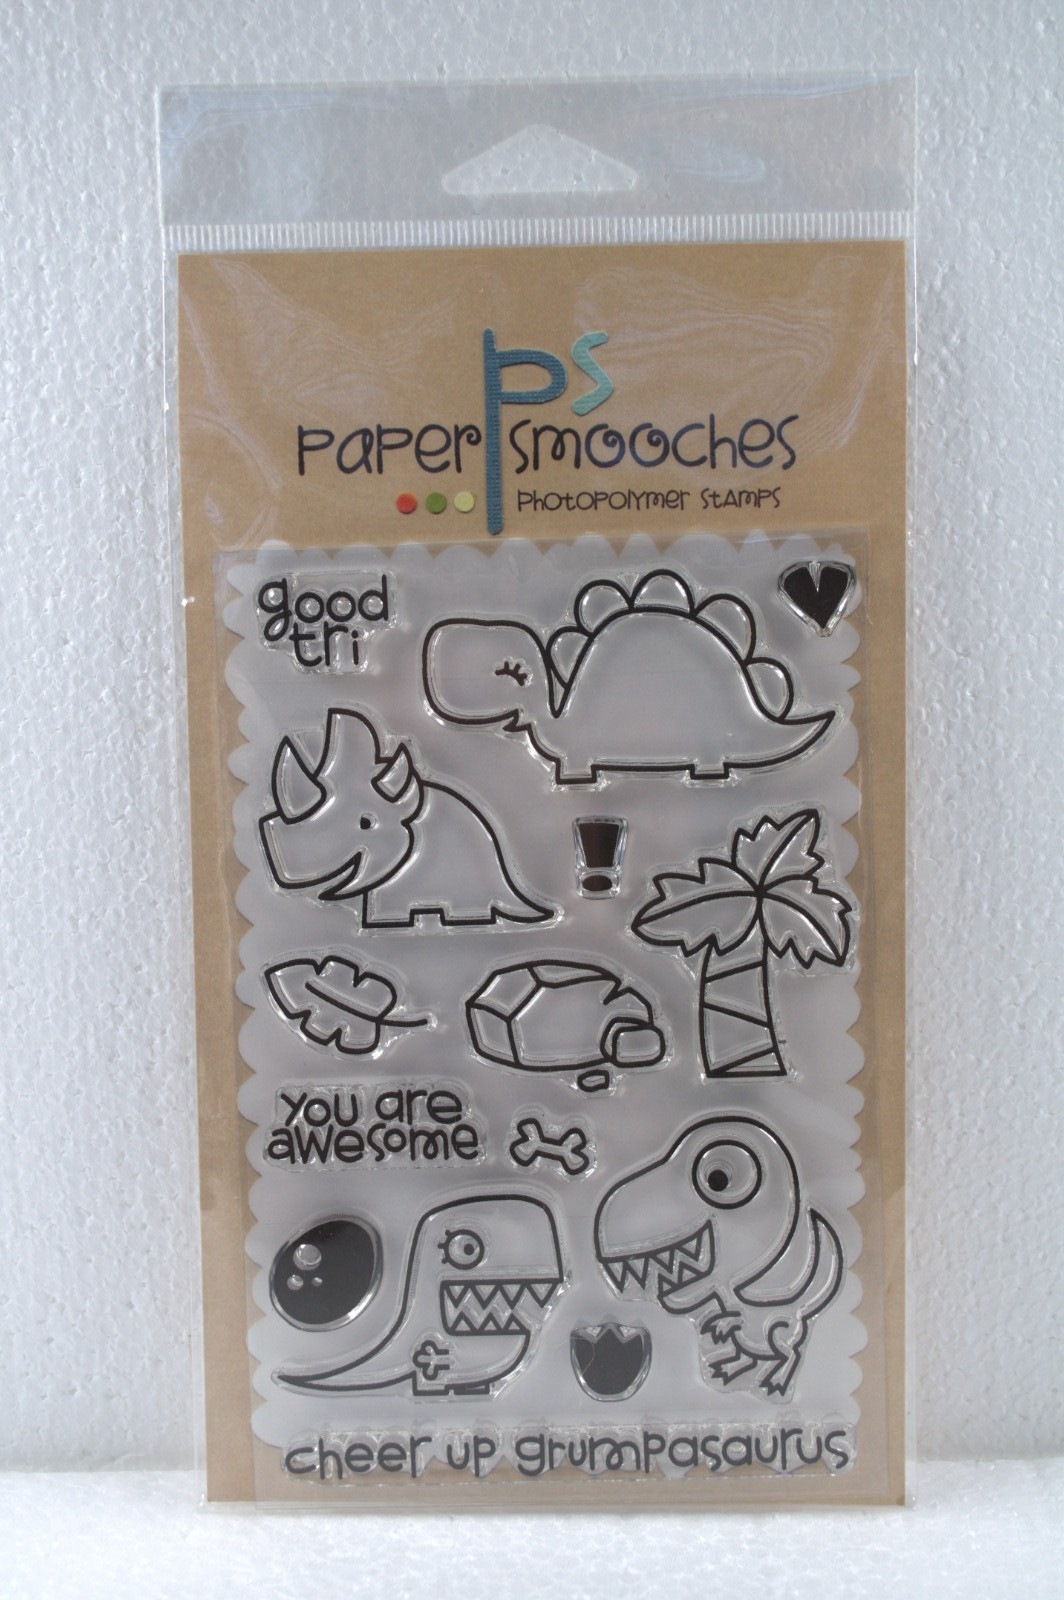 ps
paper smooches
photopolymer stamps
good
tri
!
you are
awesome
cheer up grumpasaurus